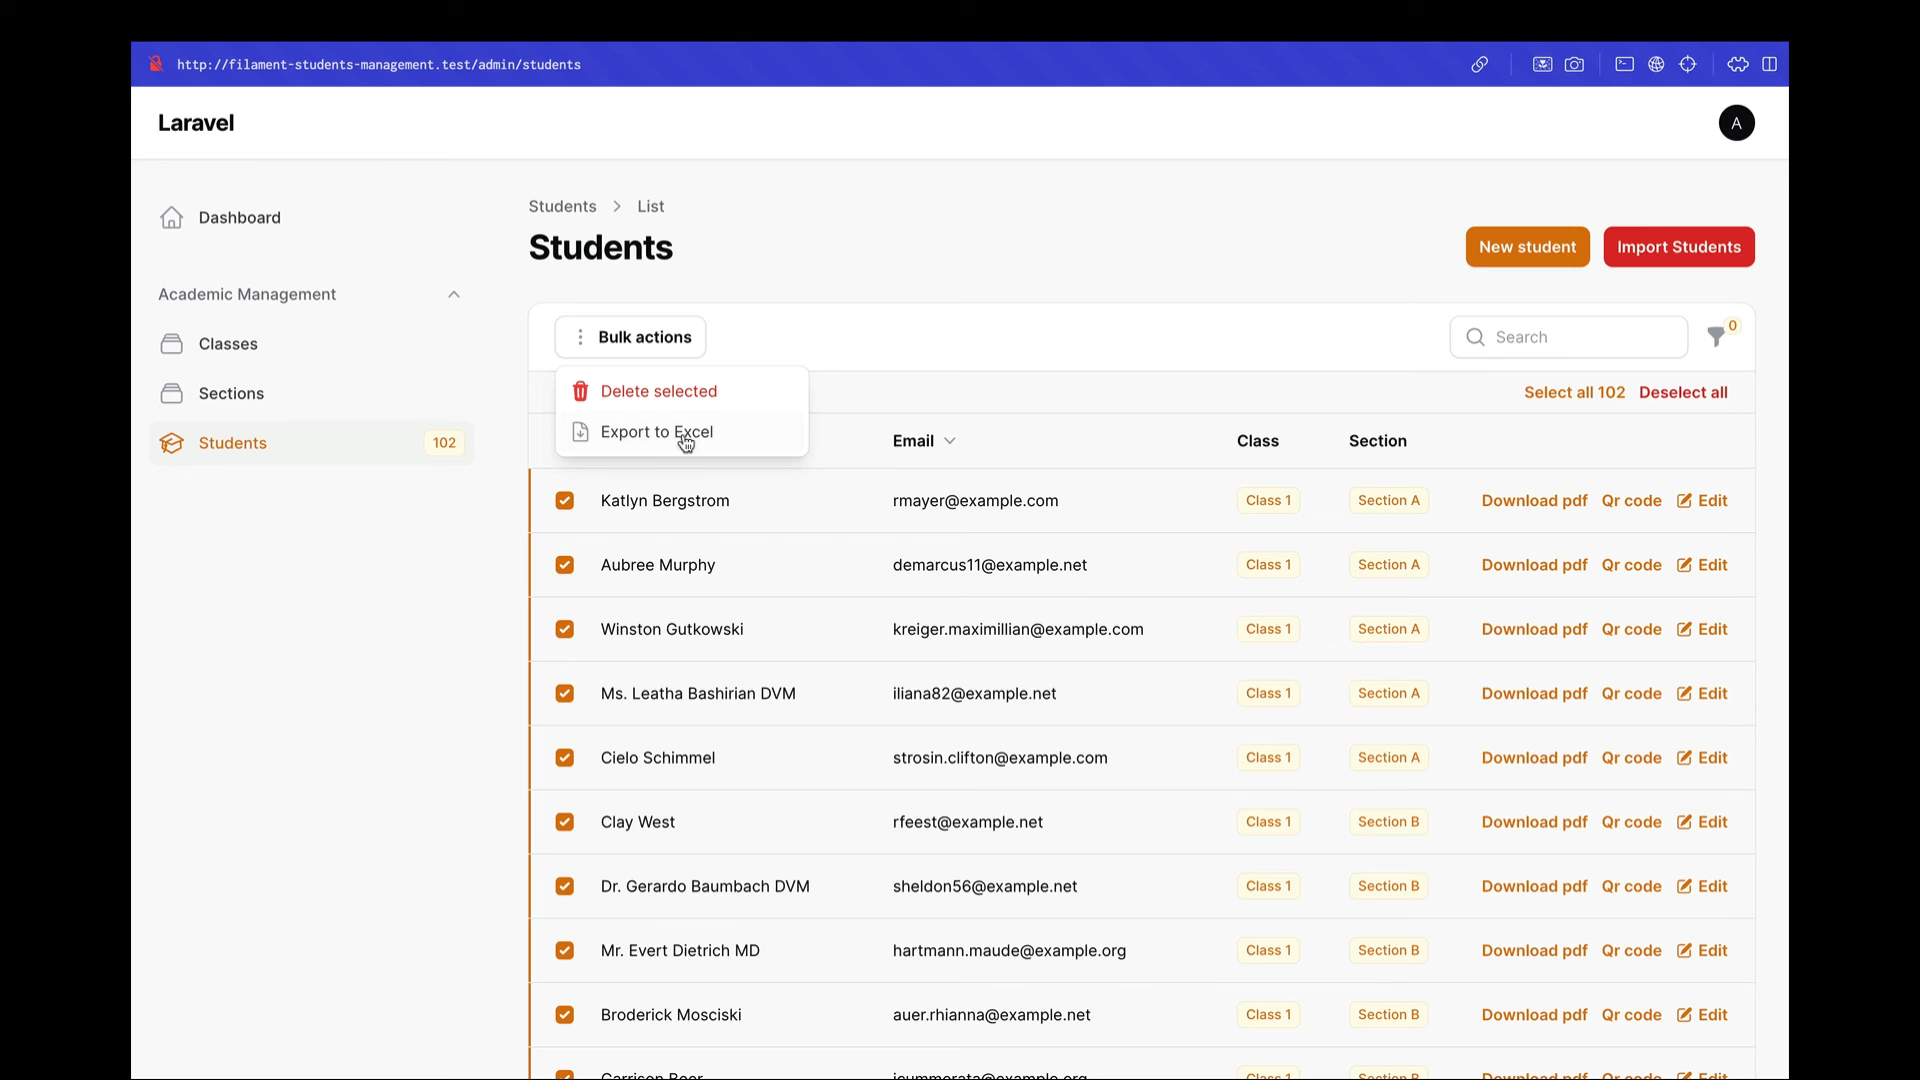 http://filament-students-management.test/admin/students
Laravel
A
Dashboard
Academic Management
Classes
Sections
Students 102
Students > List
Students
New student
Import Students
Bulk actions
Search
0
Delete selected
Export to Excel
Select all 102 Deselect all
Email Class Section
Katlyn Bergstrom rmayer@example.com Class 1 Section A Download pdf Qr code Edit
Aubree Murphy demarcus11@example.net Class 1 Section A Download pdf Qr code Edit
Winston Gutkowski kreiger.maximillian@example.com Class 1 Section A Download pdf Qr code Edit
Ms. Leatha Bashirian DVM iliana82@example.net Class 1 Section A Download pdf Qr code Edit
Cielo Schimmel strosin.clifton@example.com Class 1 Section A Download pdf Qr code Edit
Clay West rfeest@example.net Class 1 Section B Download pdf Qr code Edit
Dr. Gerardo Baumbach DVM sheldon56@example.net Class 1 Section B Download pdf Qr code Edit
Mr. Evert Dietrich MD hartmann.maude@example.org Class 1 Section B Download pdf Qr code Edit
Broderick Mosciski auer.rhianna@example.net Class 1 Section B Download pdf Qr code Edit
Class 1 Section B Download pdf Qr code Edit